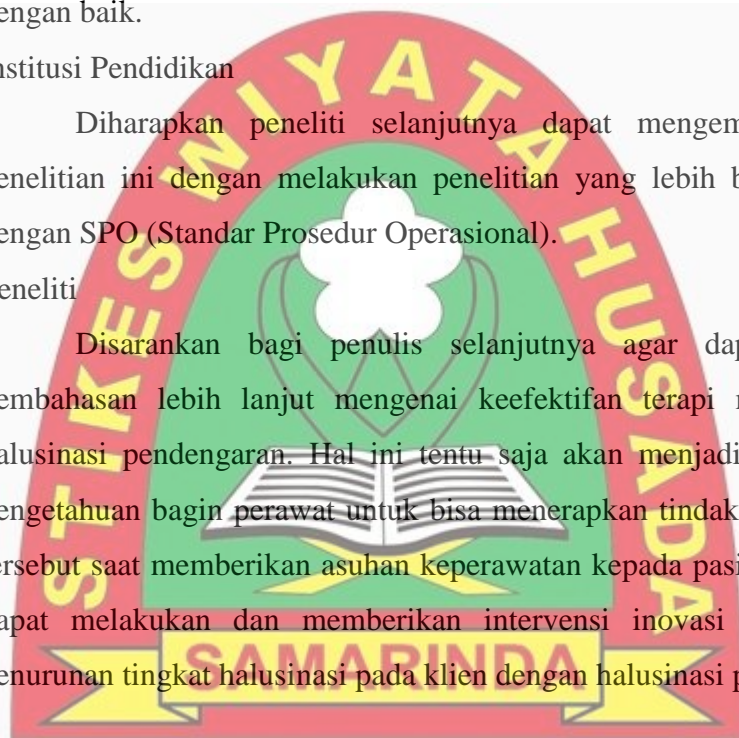 engan baik.
nstitusi Pendidikan
Diharapkan peneliti selanjutnya dapat mengem
enelitian ini dengan melakukan penelitian yang lebih b
engan SPO (Standar Prosedur Operasional).
eneliti
Disarankan bagi penulis selanjutnya agar dap
embahasan lebih lanjut mengenai keefektifan terapi m
alusinasi pendengaran. Hal ini tentu saja akan menjadi
engetahuan bagin perawat untuk bisa menerapkan tindak
ersebut saat memberikan asuhan keperawatan kepada pasi
apat melakukan dan memberikan intervensi inovasi
enurunan tingkat halusinasi pada klien dengan halusinasi p
STIKES WIYATA HUSADA
SAMARINDA